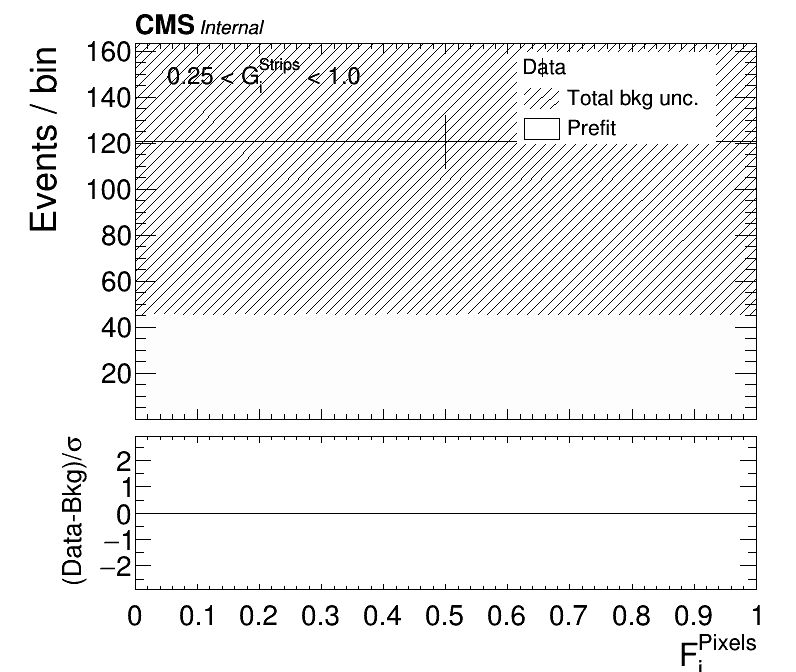 CMS Internal
Events / bin
160
140
120
100
80
60
40
20
0.25 < G_i^Strips < 1.0
Data
Total bkg unc.
Prefit
(Data-Bkg)/σ
2
1
0
−1
−2
0 0.1 0.2 0.3 0.4 0.5 0.6 0.7 0.8 0.9 1
F_i^Pixels